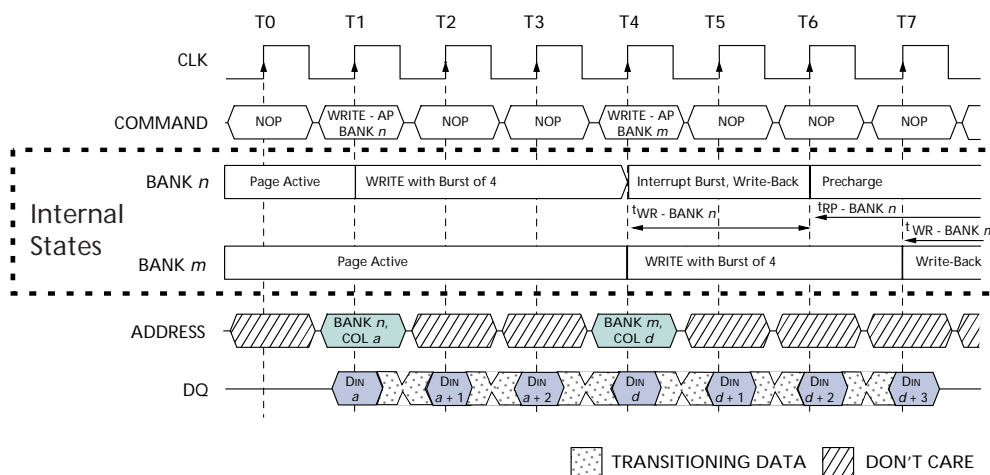 T0 T1 T2 T3 T4 T5 T6 T7
CLK
COMMAND NOP WRITE - AP BANK n NOP NOP WRITE - AP BANK m NOP NOP NOP
Internal States
BANK n Page Active WRITE with Burst of 4 Interrupt Burst, Write-Back Precharge
tWR - BANK n tRP - BANK n
tWR - BANK n
BANK m Page Active WRITE with Burst of 4 Write-Back
ADDRESS BANK n, COL a BANK m, COL d
DQ DIN a DIN a + 1 DIN a + 2 DIN d DIN d + 1 DIN d + 2 DIN d + 3
TRANSITIONING DATA DON'T CARE